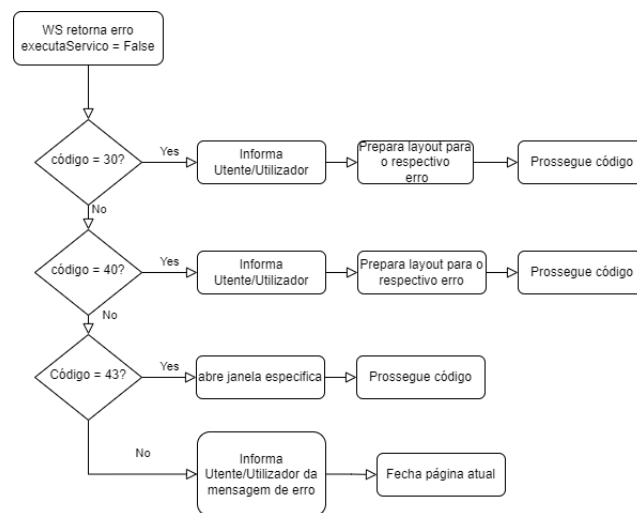 WS retorna erro
executaServico = False
código = 30?
Yes
Informa
Utente/Utilizador
Prepara layout para
o respectivo
erro
Prossegue código
No
código = 40?
Yes
Informa
Utente/Utilizador
Prepara layout para o
respectivo erro
Prossegue código
No
Código = 43?
Yes
abre janela especifica
Prossegue código
No
Informa
Utente/Utilizador da
mensagem de erro
Fecha página atual